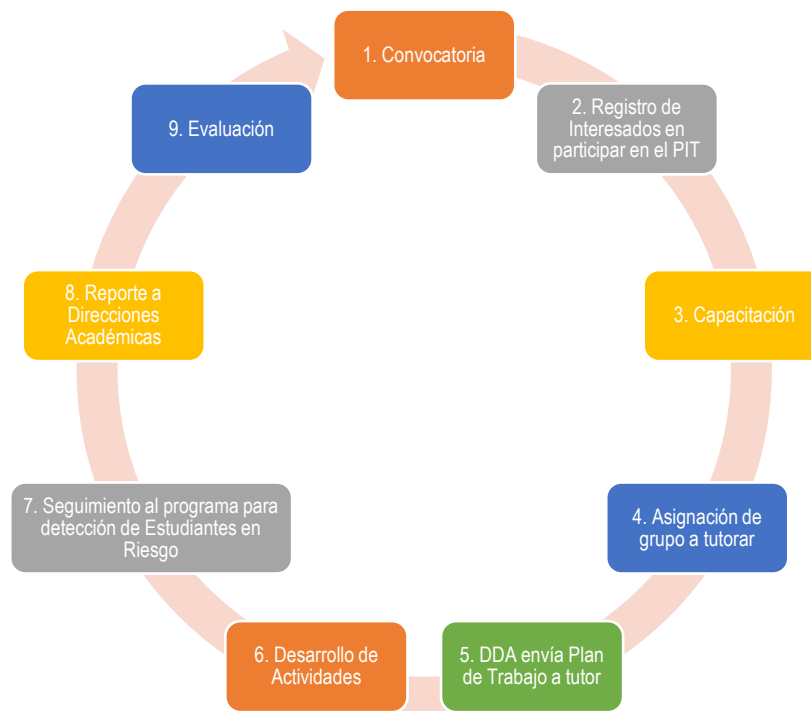 1. Convocatoria
2. Registro de
Interesados en
participar en el PIT
3. Capacitación
4. Asignación de
grupo a tutorar
5. DDA envía Plan
de Trabajo a tutor
6. Desarrollo de
Actividades
7. Seguimiento al programa para
detección de Estudiantes en
Riesgo
8. Reporte a
Direcciones
Académicas
9. Evaluación